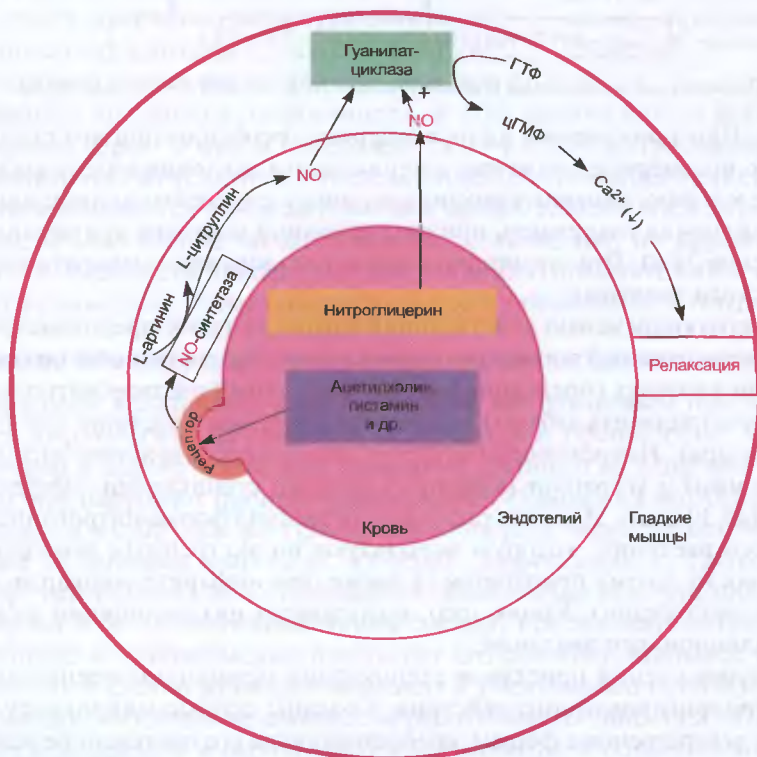 Гуанилат-
циклаза
+
ГТФ
NO
цГМФ
Ca²⁺(↓)
NO
L-цитруллин
L-аргинин
NO-синтетаза
Нитроглицерин
Релаксация
Ацетилхолин,
гистамин
и др.
Рецептор
Кровь
Эндотелий
Гладкие
мышцы